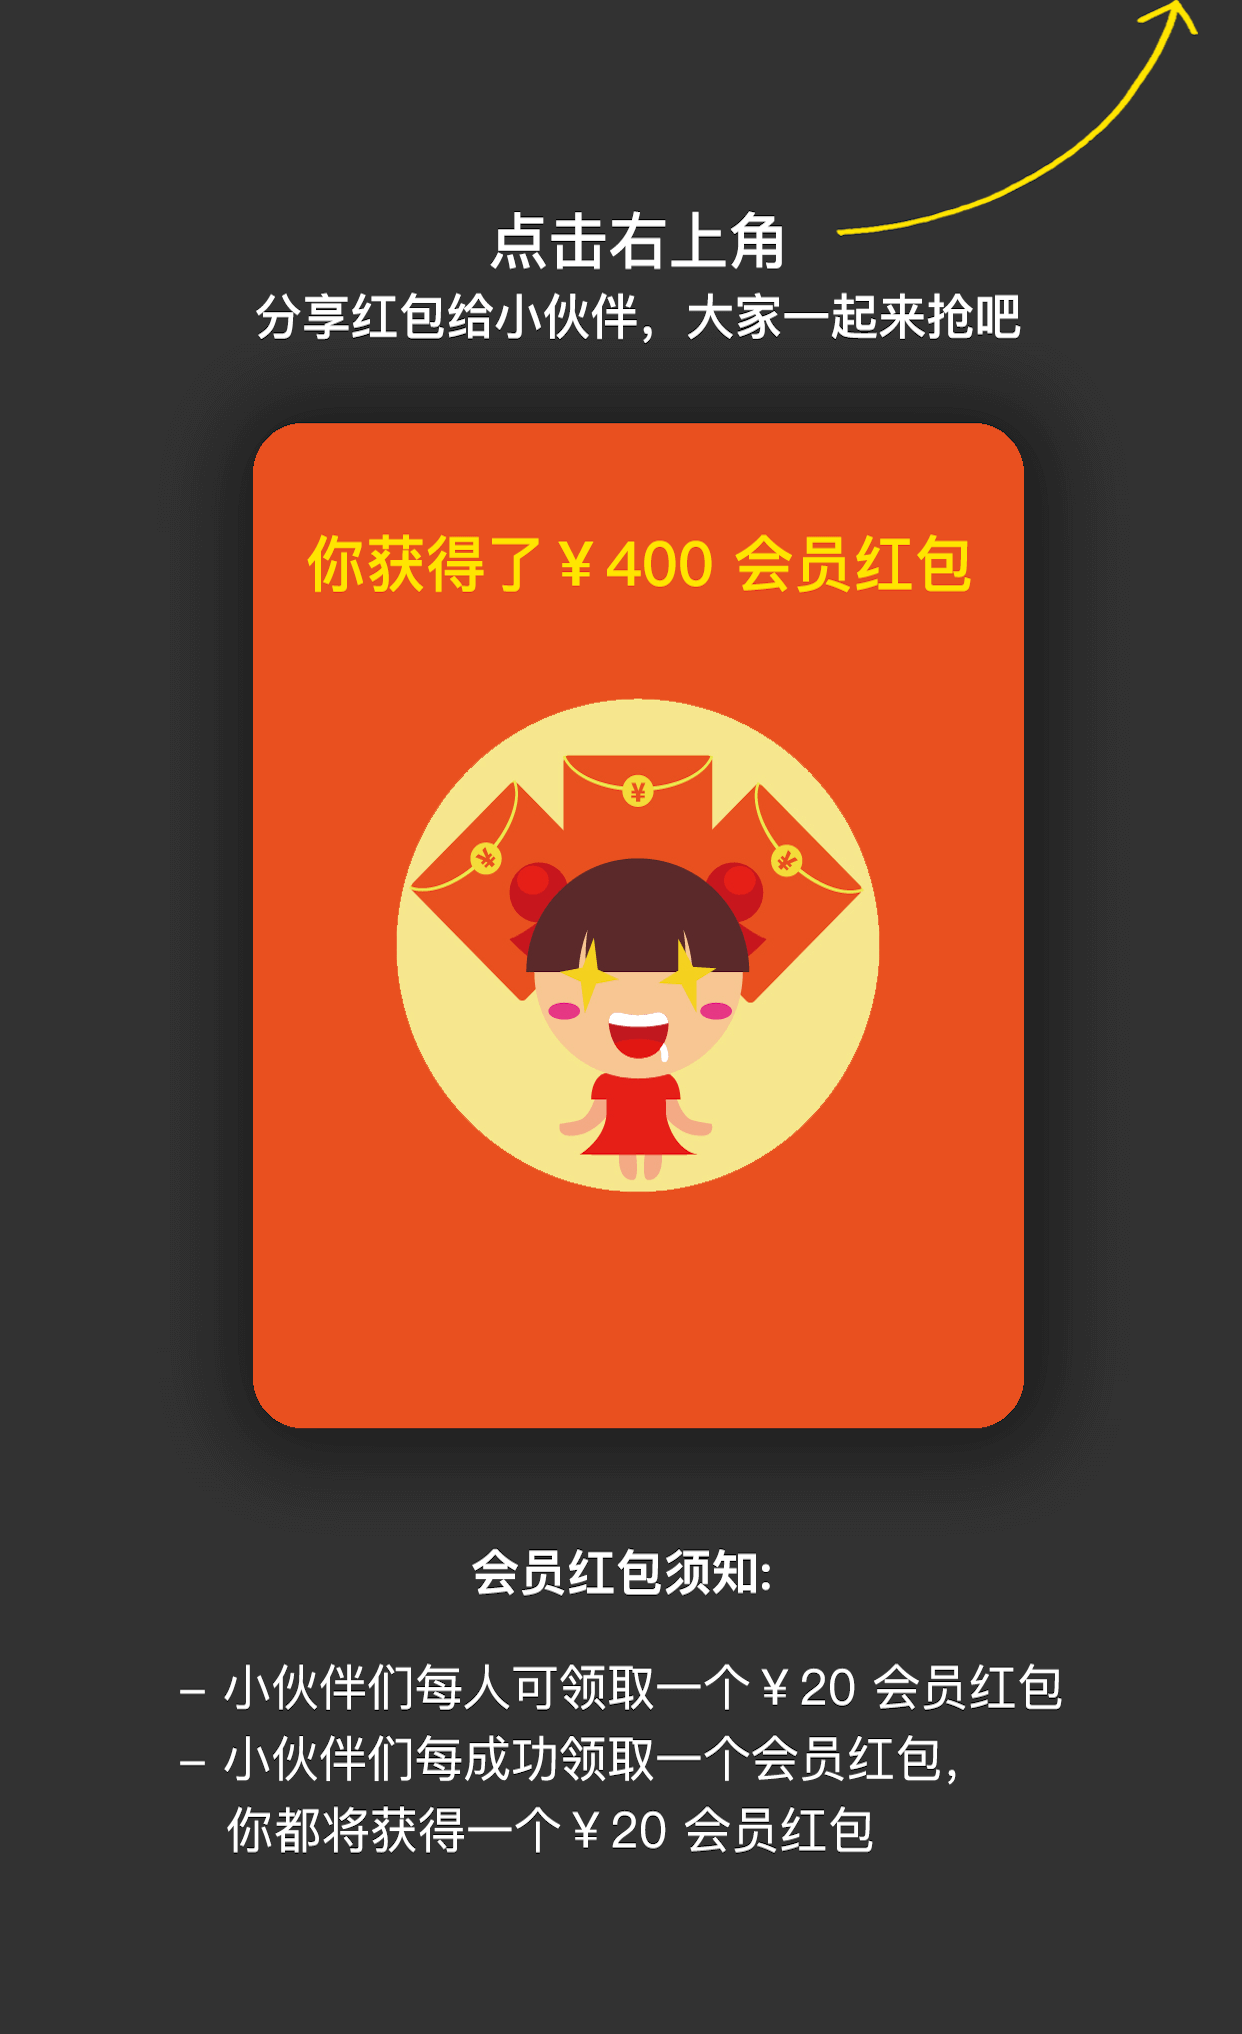 点击右上角
分享红包给小伙伴，大家一起来抢吧
你获得了￥400 会员红包
¥
¥
¥
会员红包须知:
– 小伙伴们每人可领取一个￥20 会员红包
– 小伙伴们每成功领取一个会员红包，
你都将获得一个￥20 会员红包